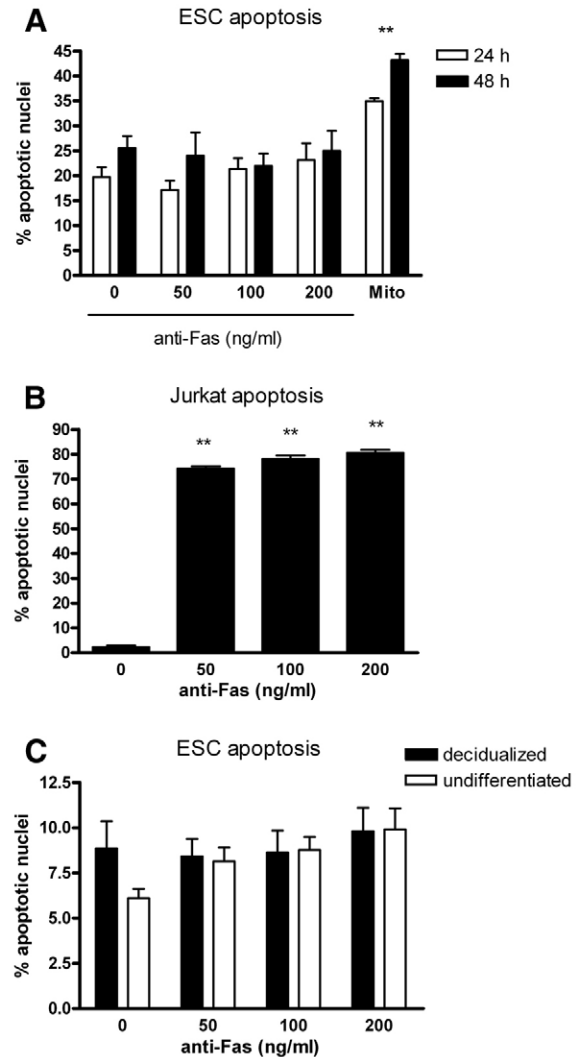 A
ESC apoptosis
**
24 h
48 h
45
40
35
30
25
20
15
10
5
0
% apoptotic nuclei
0 50 100 200 Mito
anti-Fas (ng/ml)
B
Jurkat apoptosis
** ** **
90
80
70
60
50
40
30
20
10
0
% apoptotic nuclei
0 50 100 200
anti-Fas (ng/ml)
C
ESC apoptosis
decidualized
undifferentiated
12.5
10.0
7.5
5.0
2.5
0.0
% apoptotic nuclei
0 50 100 200
anti-Fas (ng/ml)